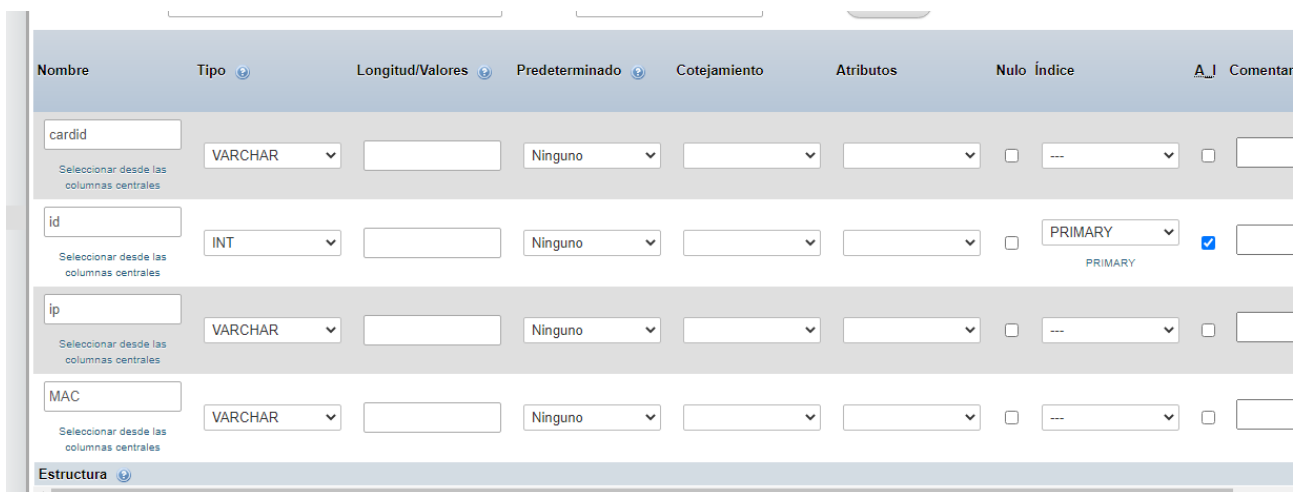 Nombre Tipo Longitud/Valores Predeterminado Cotejamiento Atributos Nulo Índice A_I Comentar
cardid
VARCHAR Ninguno ---
Seleccionar desde las
columnas centrales
id
INT Ninguno PRIMARY
Seleccionar desde las
columnas centrales
PRIMARY
ip
VARCHAR Ninguno ---
Seleccionar desde las
columnas centrales
MAC
VARCHAR Ninguno ---
Seleccionar desde las
columnas centrales
Estructura